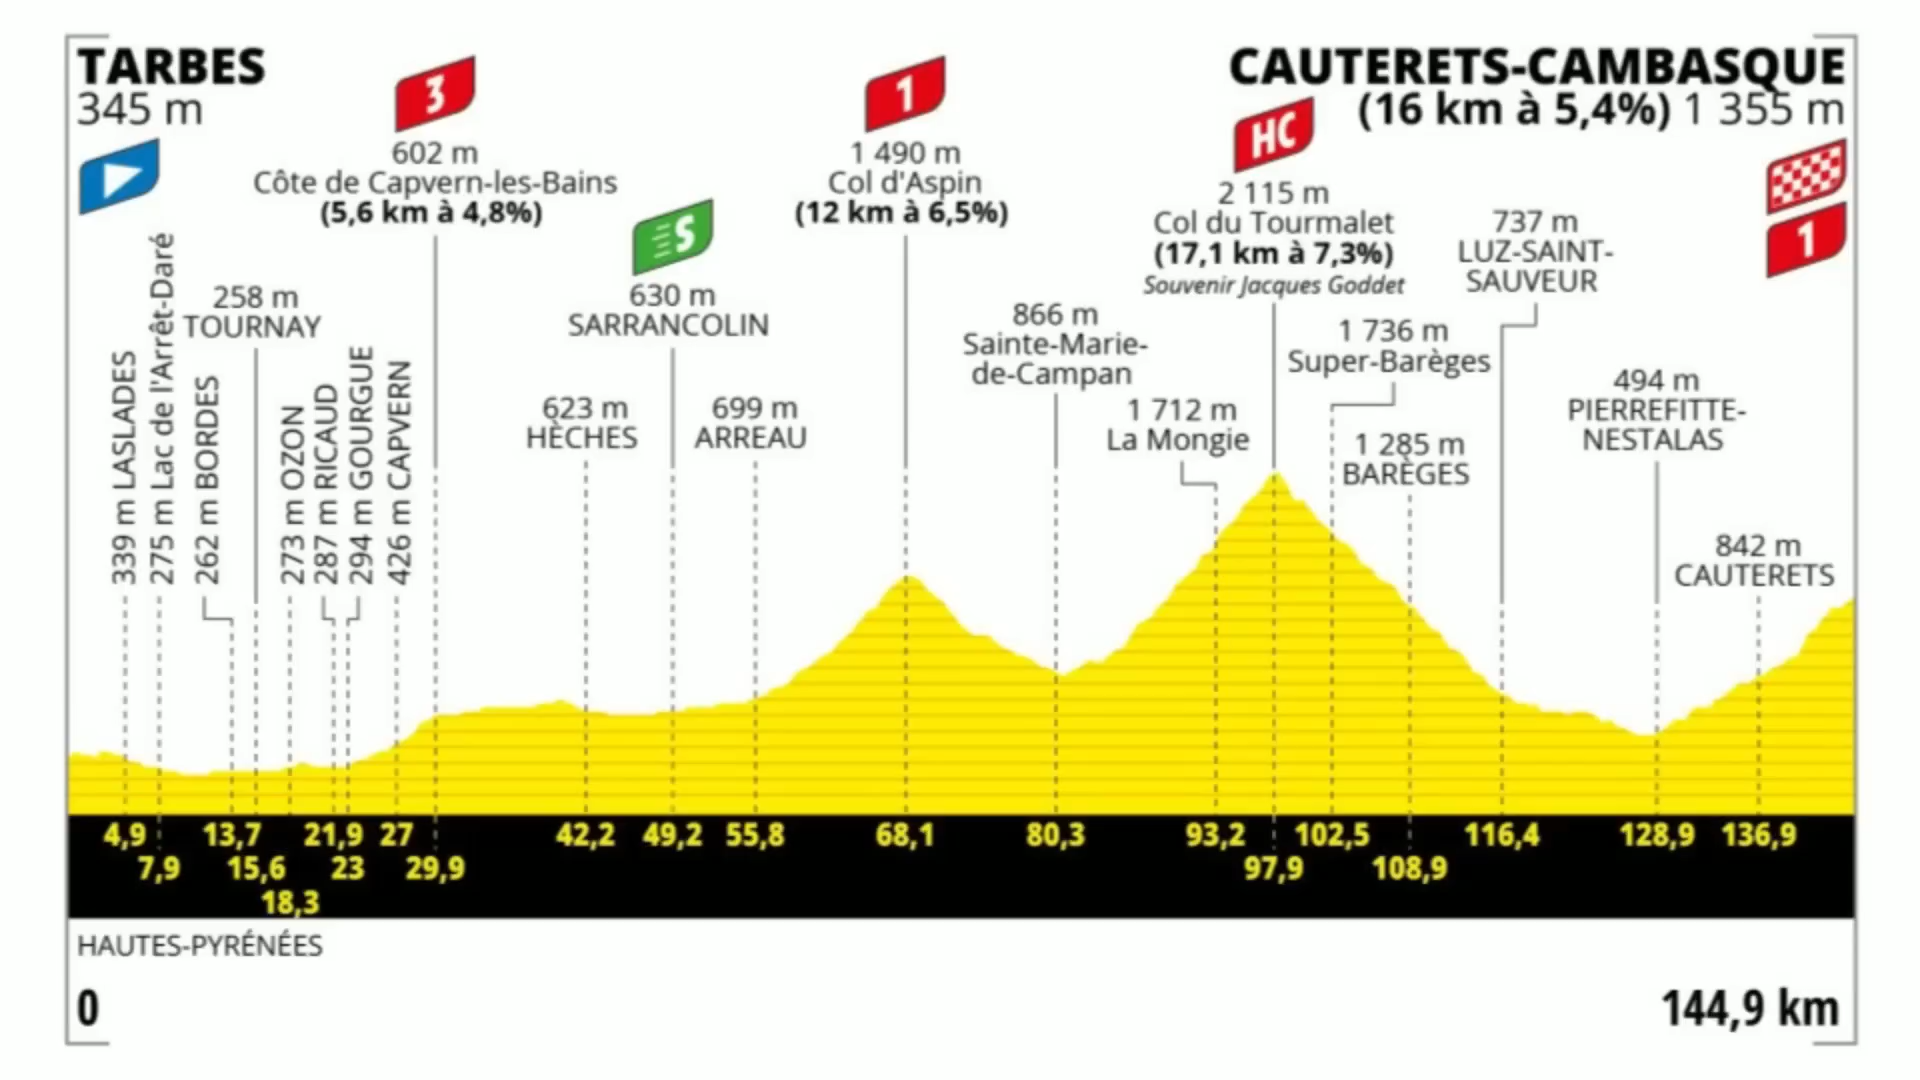 TARBES
345 m
3
602 m
Côte de Capvern-les-Bains
(5,6 km à 4,8%)
S
630 m
SARRANCOLIN
1
1 490 m
Col d'Aspin
(12 km à 6,5%)
CAUTERETS-CAMBASQUE
(16 km à 5,4%) 1 355 m
HC
2 115 m
Col du Tourmalet
(17,1 km à 7,3%)
Souvenir Jacques Goddet
1
339 m LASLADES
275 m Lac de l'Arrêt-Daré
262 m BORDES
258 m
TOURNAY
273 m OZON
287 m RICAUD
294 m GOURGUE
426 m CAPVERN
623 m
HÈCHES
699 m
ARREAU
866 m
Sainte-Marie-
de-Campan
1 712 m
La Mongie
1 736 m
Super-Barèges
1 285 m
BARÈGES
737 m
LUZ-SAINT-
SAUVEUR
494 m
PIERREFITTE-
NESTALAS
842 m
CAUTERETS
4,9 13,7 21,9 27 42,2 49,2 55,8 68,1 80,3 93,2 102,5 116,4 128,9 136,9
7,9 15,6 23 29,9 97,9 108,9
18,3
HAUTES-PYRÉNÉES
0
144,9 km